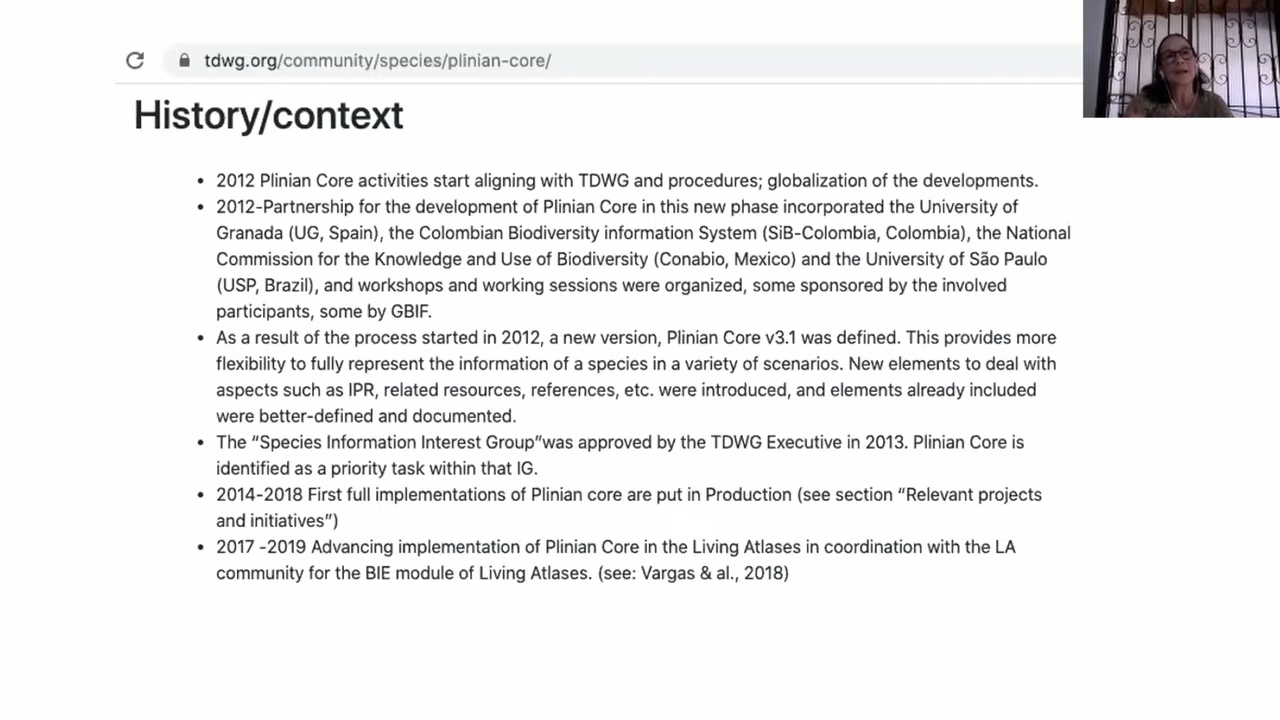 tdwg.org/community/species/plinian-core/
History/context
• 2012 Plinian Core activities start aligning with TDWG and procedures; globalization of the developments.
• 2012-Partnership for the development of Plinian Core in this new phase incorporated the University of
Granada (UG, Spain), the Colombian Biodiversity information System (SiB-Colombia, Colombia), the National
Commission for the Knowledge and Use of Biodiversity (Conabio, Mexico) and the University of São Paulo
(USP, Brazil), and workshops and working sessions were organized, some sponsored by the involved
participants, some by GBIF.
• As a result of the process started in 2012, a new version, Plinian Core v3.1 was defined. This provides more
flexibility to fully represent the information of a species in a variety of scenarios. New elements to deal with
aspects such as IPR, related resources, references, etc. were introduced, and elements already included
were better-defined and documented.
• The “Species Information Interest Group”was approved by the TDWG Executive in 2013. Plinian Core is
identified as a priority task within that IG.
• 2014-2018 First full implementations of Plinian core are put in Production (see section “Relevant projects
and initiatives”)
• 2017 -2019 Advancing implementation of Plinian Core in the Living Atlases in coordination with the LA
community for the BIE module of Living Atlases. (see: Vargas & al., 2018)